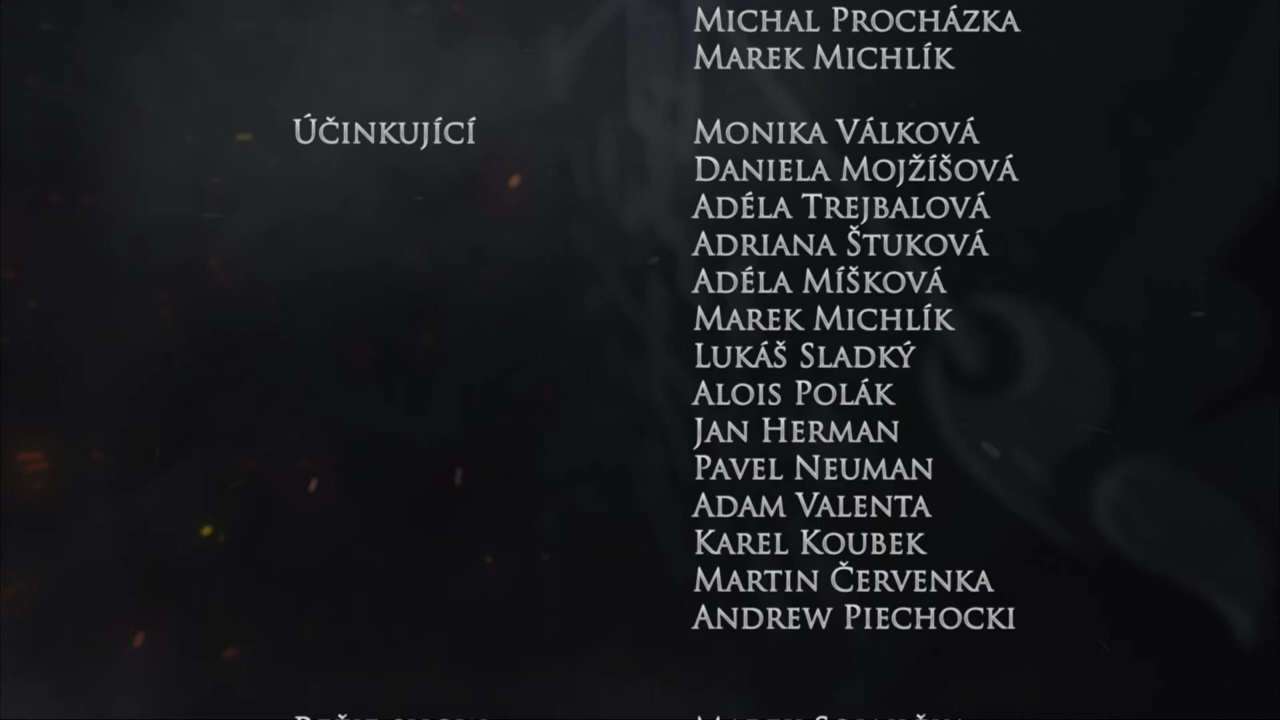 Michal Procházka
Marek Michlík
Účinkující Monika Válková
Daniela Mojžíšová
Adéla Trejbalová
Adriana Štuková
Adéla Míšková
Marek Michlík
Lukáš Sladký
Alois Polák
Jan Herman
Pavel Neuman
Adam Valenta
Karel Koubek
Martin Červenka
Andrew Piechocki